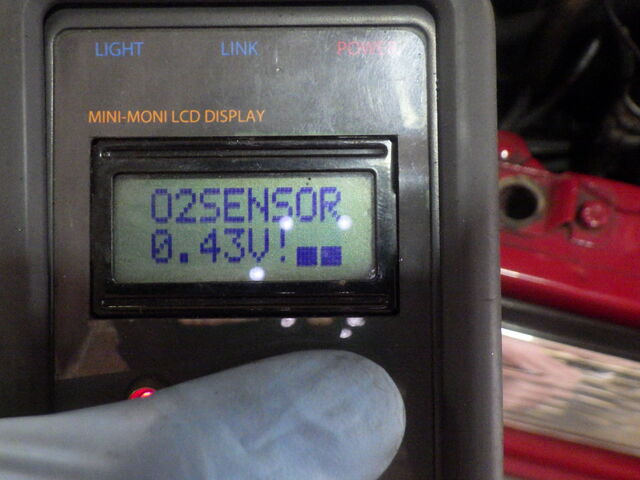 LIGHT LINK POWER
MINI-MONI LCD DISPLAY
O2SENSOR
0.43V!